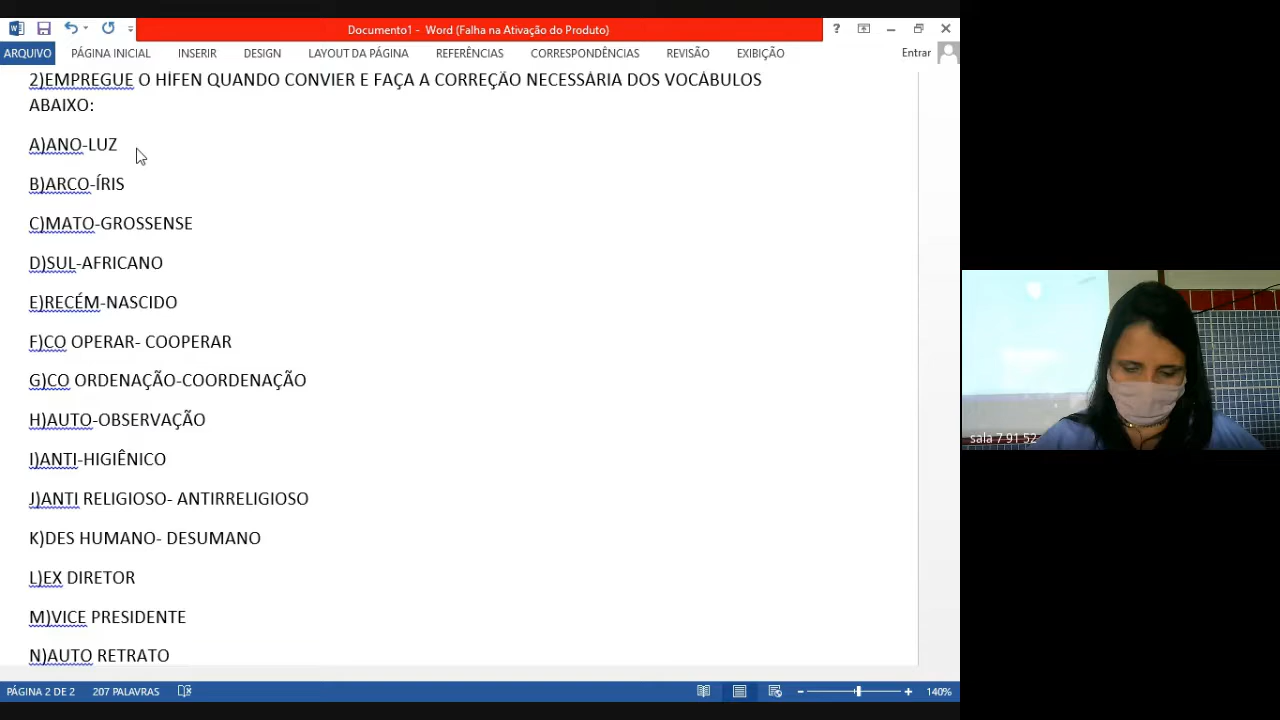 Documento1 - Word (Falha na Ativação do Produto)
?
ARQUIVO PÁGINA INICIAL INSERIR DESIGN LAYOUT DA PÁGINA REFERÊNCIAS CORRESPONDÊNCIAS REVISÃO EXIBIÇÃO Entrar
2)EMPREGUE O HÍFEN QUANDO CONVIER E FAÇA A CORREÇÃO NECESSÁRIA DOS VOCÁBULOS
ABAIXO:
A)ANO-LUZ
B)ARCO-ÍRIS
C)MATO-GROSSENSE
D)SUL-AFRICANO
E)RECÉM-NASCIDO
F)CO OPERAR- COOPERAR
G)CO ORDENAÇÃO-COORDENAÇÃO
H)AUTO-OBSERVAÇÃO
I)ANTI-HIGIÊNICO
J)ANTI RELIGIOSO- ANTIRRELIGIOSO
K)DES HUMANO- DESUMANO
L)EX DIRETOR
M)VICE PRESIDENTE
N)AUTO RETRATO
sala 7 91 52
PÁGINA 2 DE 2 207 PALAVRAS 140%